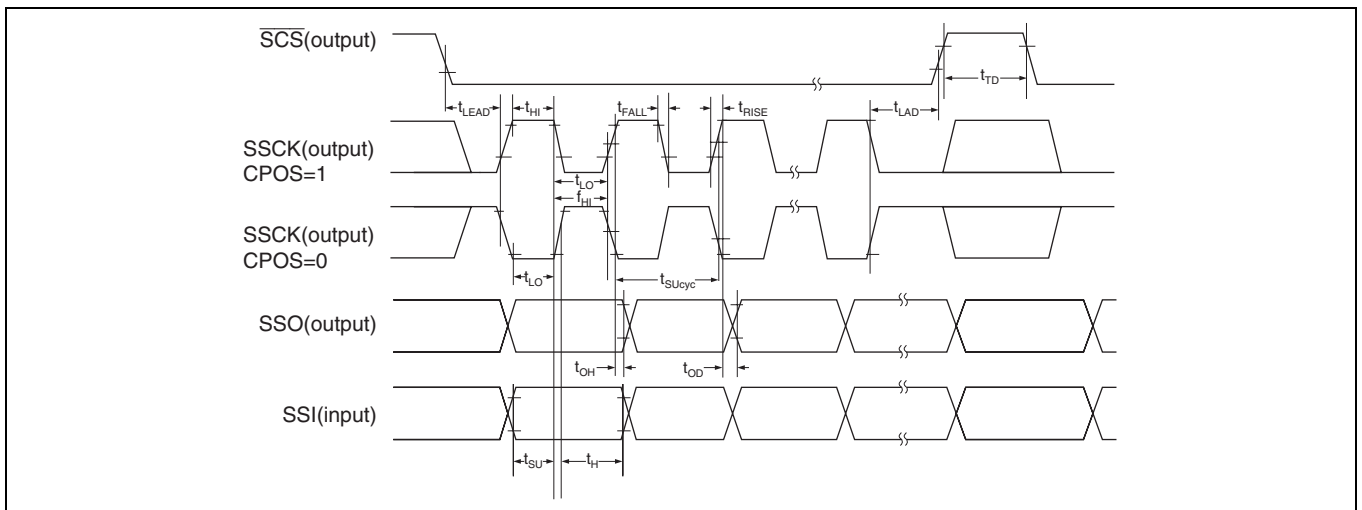 SCS(output)
tTD
tLEAD
tHI
tFALL
tRISE
tLAD
SSCK(output)
CPOS=1
tLO
fHI
SSCK(output)
CPOS=0
tLO
tSUcyc
SSO(output)
tOH
tOD
SSI(input)
tSU
tH